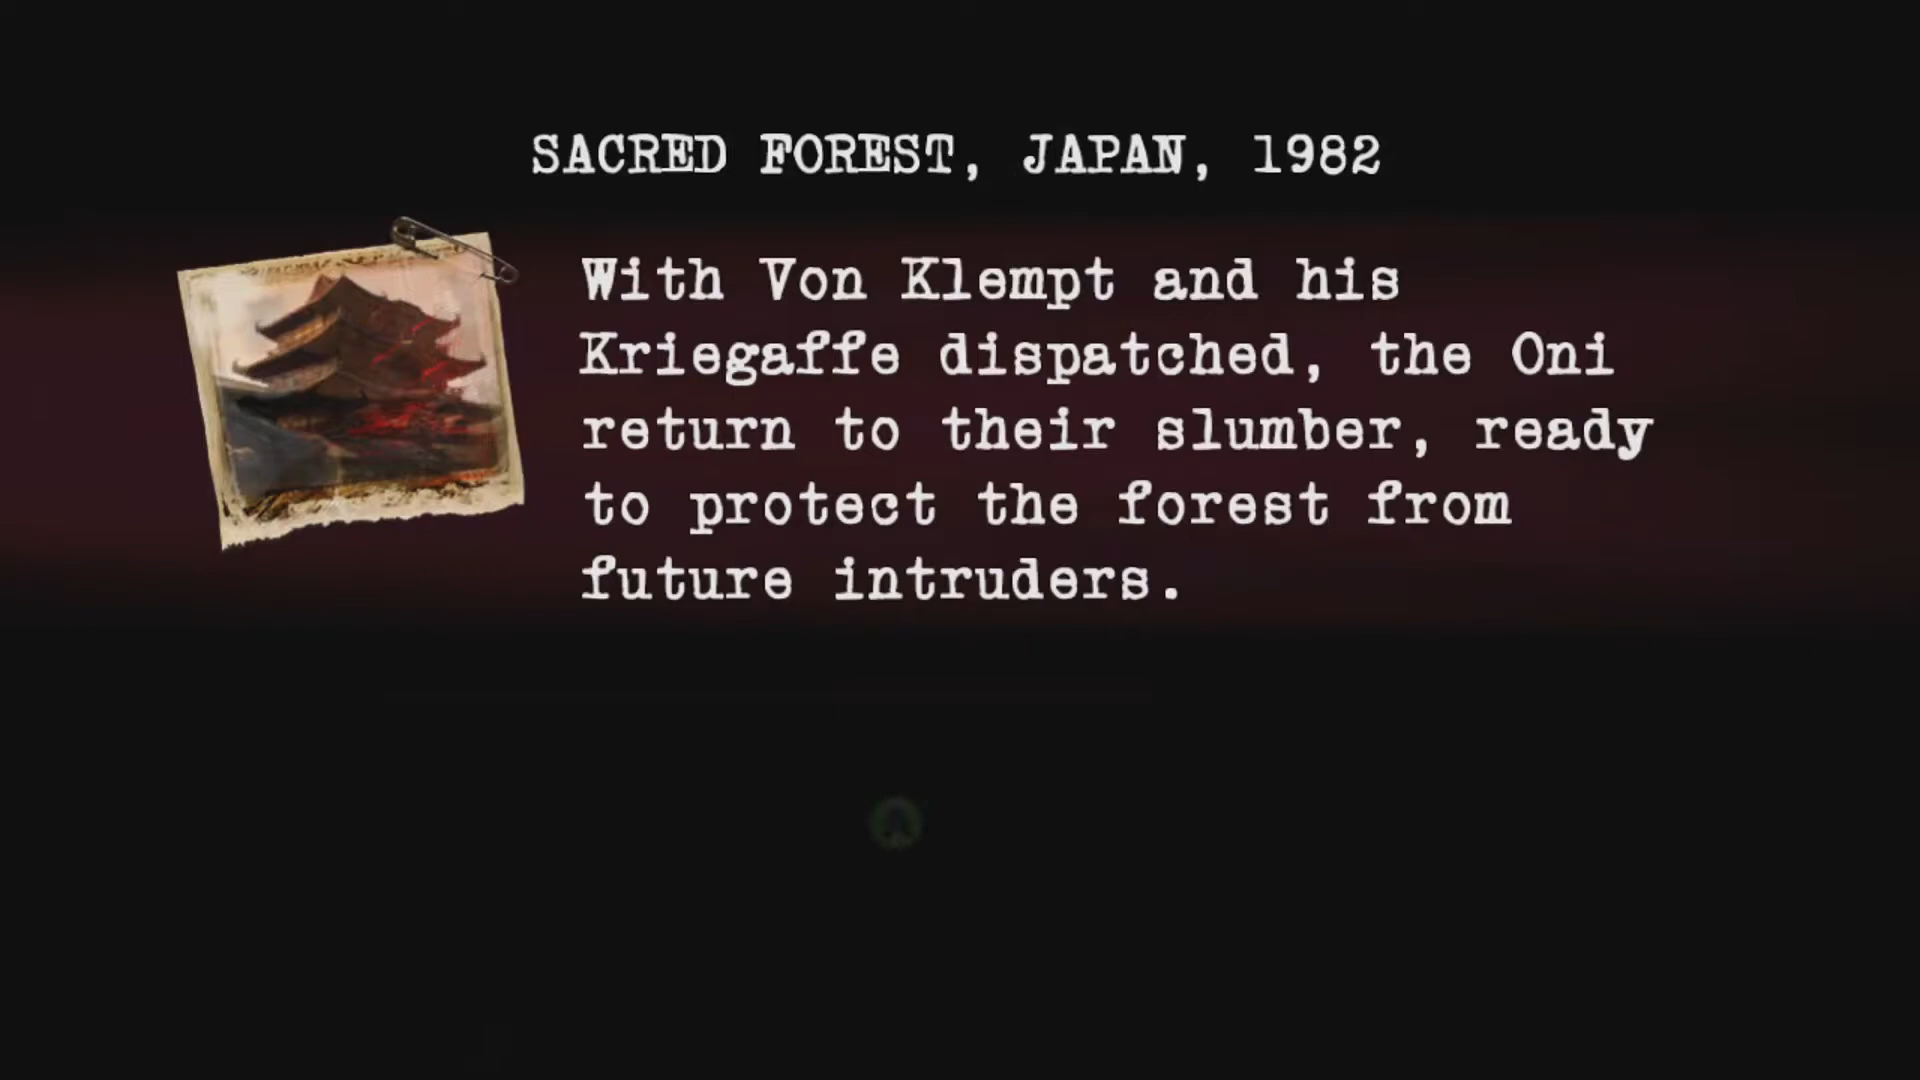 SACRED FOREST, JAPAN, 1982
With Von Klempt and his
Kriegaffe dispatched, the Oni
return to their slumber, ready
to protect the forest from
future intruders.